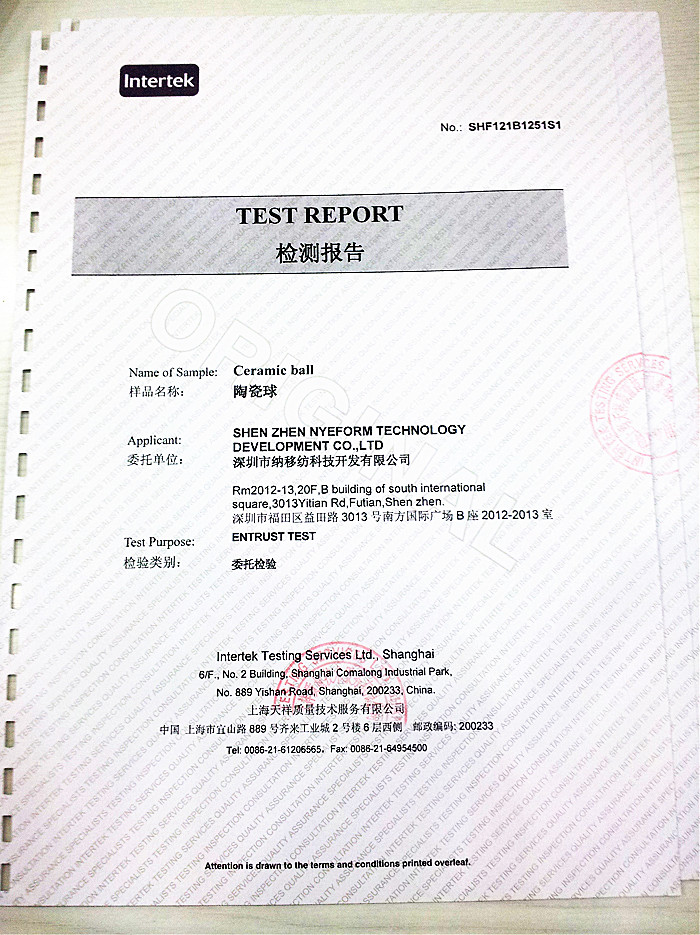 Intertek
No.: SHF121B1251S1
TEST REPORT
检测报告
ORIGINAL
Name of Sample: Ceramic ball
样品名称: 陶瓷球
Applicant: SHEN ZHEN NYEFORM TECHNOLOGY
DEVELOPMENT CO.,LTD
委托单位: 深圳市纳移纺科技开发有限公司
Rm2012-13,20F,B building of south international
square,3013Yitian Rd,Futian,Shen zhen.
深圳市福田区益田路 3013 号南方国际广场 B 座 2012-2013 室
Test Purpose: ENTRUST TEST
检验类别: 委托检验
Intertek Testing Services Ltd., Shanghai
6/F., No. 2 Building, Shanghai Comalong Industrial Park,
No. 889 Yishan Road, Shanghai, 200233, China.
上海天祥质量技术服务有限公司
中国 上海市宜山路 889 号齐来工业城 2 号楼 6 层西侧 邮政编码: 200233
Tel: 0086-21-61206565, Fax: 0086-21-64954500
Attention is drawn to the terms and conditions printed overleaf.